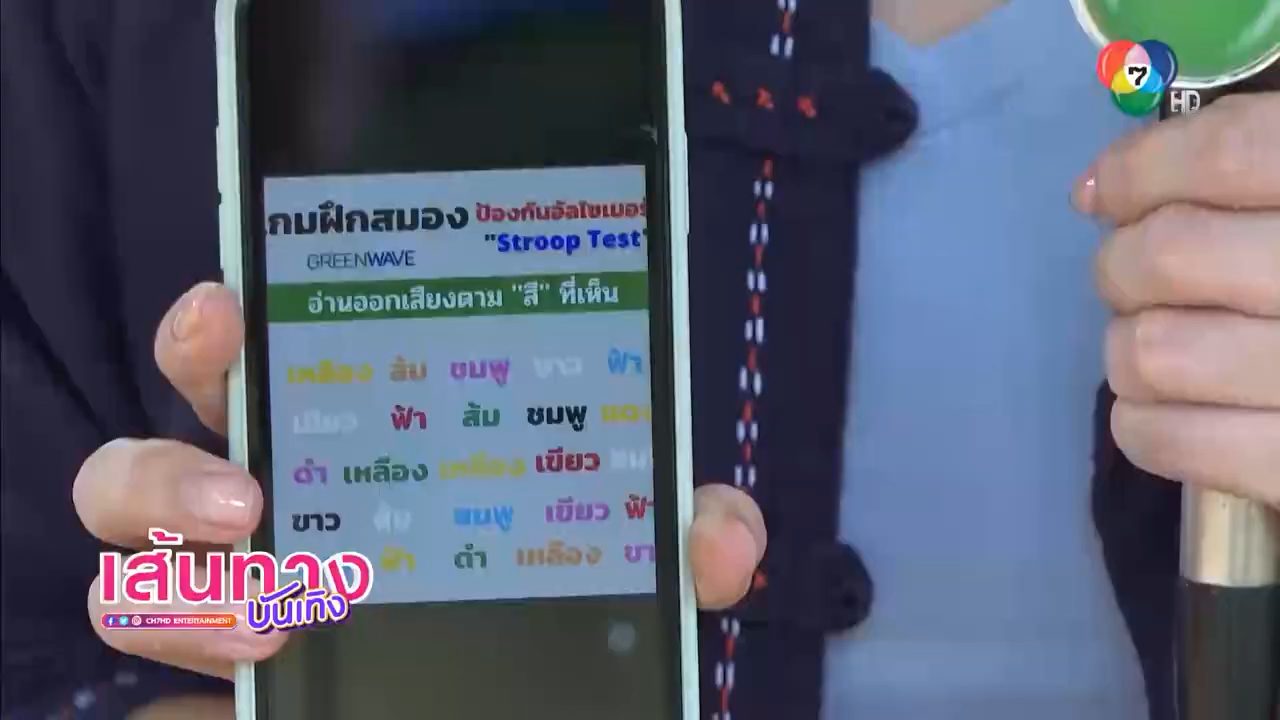 7 HD
กมฝึกสมอง ป้องกันอัลไซเมอร์
"Stroop Test"
GREENWAVE
อ่านออกเสียงตาม "สี" ที่เห็น
เหลือง ส้ม ชมพู ขาว ฟ้า
เขียว ฟ้า ส้ม ชมพู แดง
ดำ เหลือง เหลือง เขียว
ขาว ส้ม ชมพู เขียว ฟ้า
ฟ้า ดำ เหลือง ขา
เส้นทาง
บันเทิง
CH7HD ENTERTAINMENT